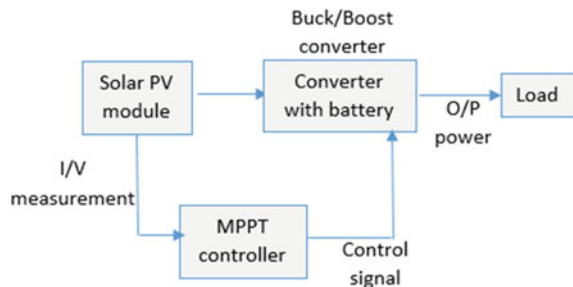 Buck/Boost
converter
Solar PV
module
Converter
with battery
Load
O/P
power
I/V
measurement
MPPT
controller
Control
signal